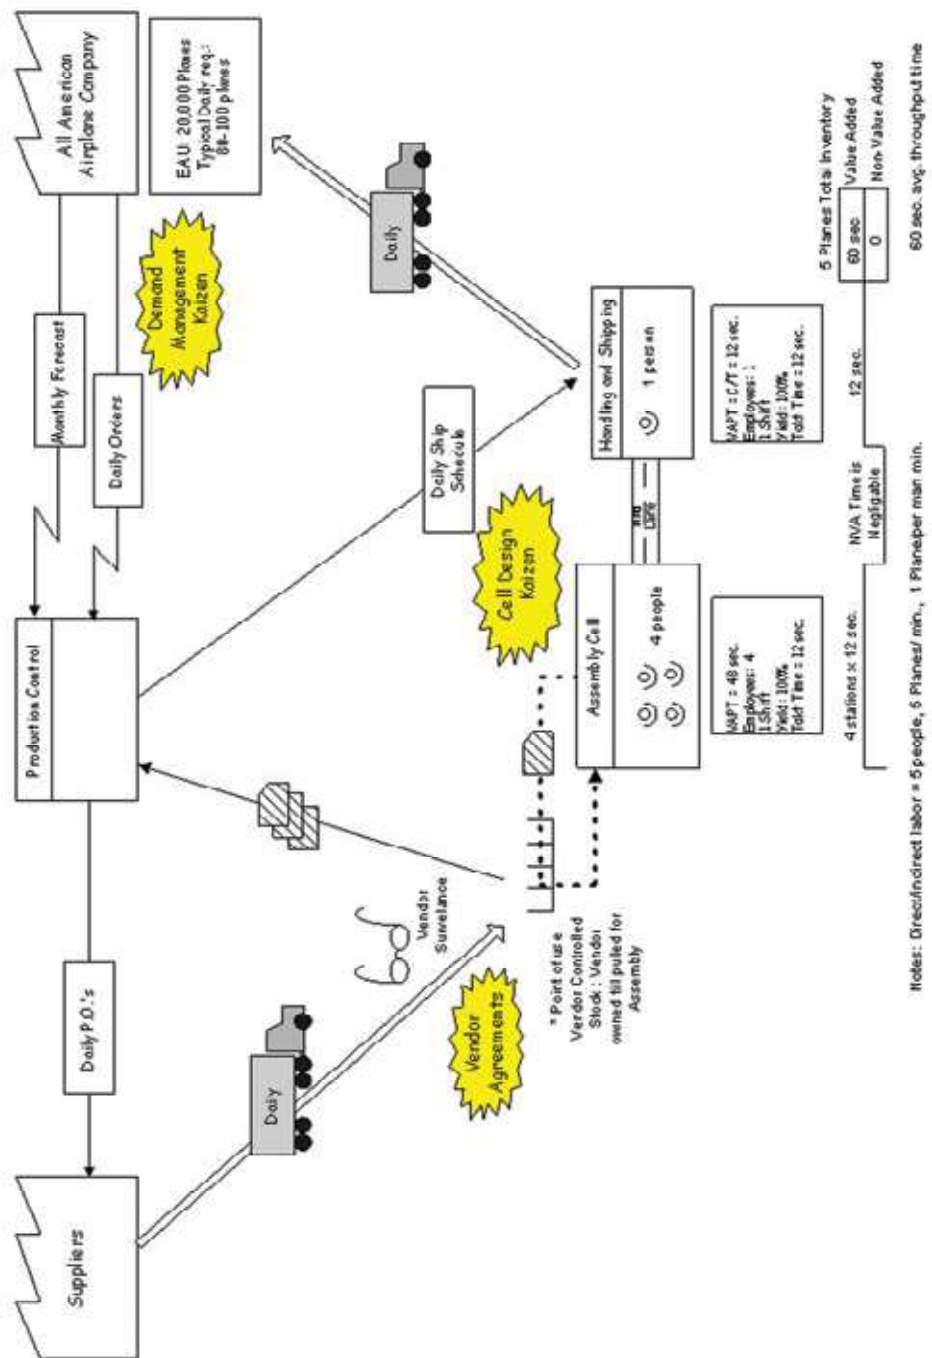 Suppliers
Daily P.O.'s
Production Control
Monthly Forecast
Daily Orders
All American
Airplane Company
EAU: 20,000 Planes
Typical Daily req.:
80-100 planes
Demand
Management
Kaizen
Daily
Vendor
Surveilance
Daily Ship
Schedule
Daily
Vendor
Agreements
* Point of use
Vendor Controlled
Stock : Vendor
owned till pulled for
Assembly
Cell Design
Kaizen
Assembly Cell
4 people
Handling and Shipping
1 person
VAPT = 48 sec.
Employees: 4
1 Shift
Yield: 100%
Takt Time = 12 sec.
VAPT = C/T = 12 sec.
Employees: 1
1 Shift
Yield: 100%
Takt Time = 12 sec.
4 stations x 12 sec.
NVA Time is
Negligable
12 sec.
5 Planes Total Inventory
60 sec Value Added
0 Non-Value Added
60 sec. avg. throughput time
Notes: Direct/Indirect labor = 5 people, 5 Planes/ min., 1 Plane/per man min.